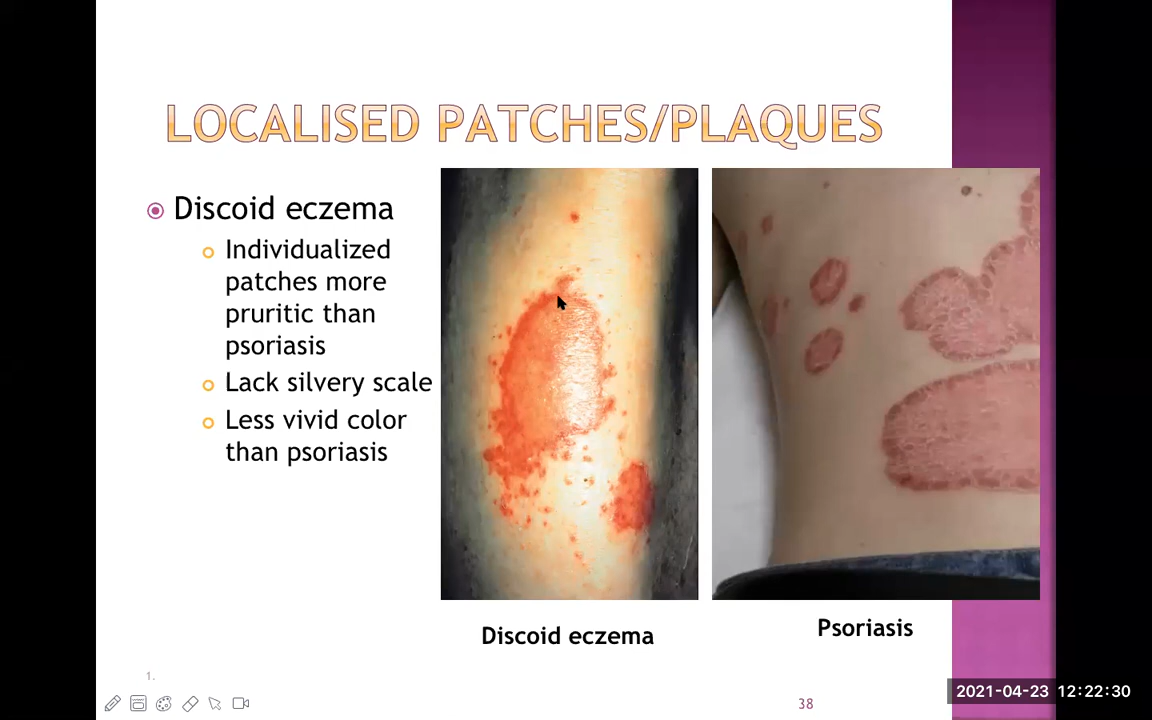 LOCALISED PATCHES/PLAQUES
Discoid eczema
Individualized
patches more
pruritic than
psoriasis
Lack silvery scale
Less vivid color
than psoriasis
Discoid eczema
Psoriasis
1.
38
2021-04-23 12:22:30